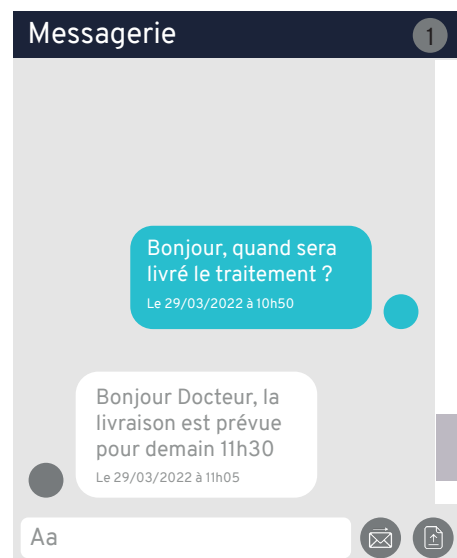 Messagerie
1
Bonjour, quand sera
livré le traitement ?
Le 29/03/2022 à 10h50
Bonjour Docteur, la
livraison est prévue
pour demain 11h30
Le 29/03/2022 à 11h05
Aa